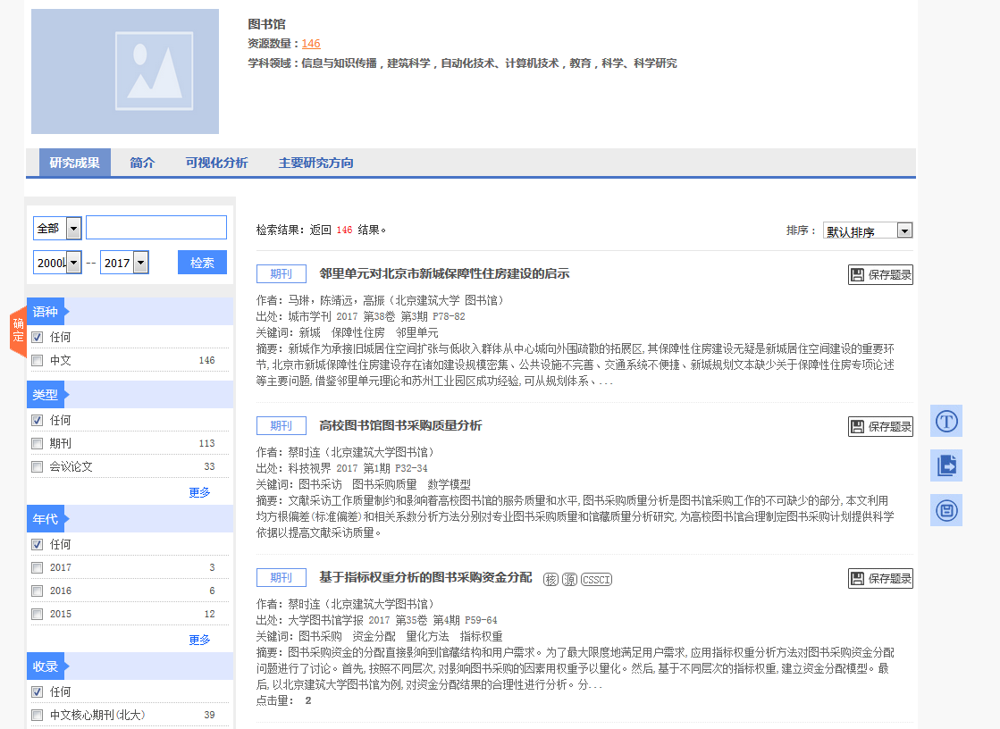 图书馆
资源数量：146
学科领域：信息与知识传播，建筑科学，自动化技术、计算机技术，教育，科学、科学研究
研究成果 简介 可视化分析 主要研究方向
全部
2000以 -- 2017 检索
确定
语种
任何
中文 146
类型
任何
期刊 113
会议论文 33
更多
年代
任何
2017 3
2016 6
2015 12
更多
收录
任何
中文核心期刊(北大) 39
检索结果：返回 146 结果。 排序： 默认排序
期刊 邻里单元对北京市新城保障性住房建设的启示 保存题录
作者：马琳，陈靖远，高振（北京建筑大学 图书馆）
出处：城市学刊 2017 第38卷 第3期 P78-82
关键词：新城 保障性住房 邻里单元
摘要：新城作为承接旧城居住空间扩张与低收入群体从中心城向外围疏散的拓展区,其保障性住房建设无疑是新城居住空间建设的重要环
节,北京市新城保障性住房建设存在诸如建设规模密集、公共设施不完善、交通系统不便捷、新城规划文本缺少关于保障性住房专项论述
等主要问题,借鉴邻里单元理论和苏州工业园区成功经验,可从规划体系、...
期刊 高校图书馆图书采购质量分析 保存题录
作者：蔡时连（北京建筑大学图书馆）
出处：科技视界 2017 第1期 P32-34
关键词：图书采访 图书采购质量 数学模型
摘要：文献采访工作质量制约和影响着高校图书馆的服务质量和水平,图书采购质量分析是图书馆采购工作的不可缺少的部分,本文利用
均方根偏差(标准偏差)和相关系数分析方法分别对专业图书采购质量和馆藏质量分析研究,为高校图书馆合理制定图书采购计划提供科学
依据以提高文献采访质量。
期刊 基于指标权重分析的图书采购资金分配 核 源 CSSCI 保存题录
作者：蔡时连（北京建筑大学图书馆）
出处：大学图书馆学报 2017 第35卷 第4期 P59-64
关键词：图书采购 资金分配 量化方法 指标权重
摘要：图书采购资金的分配直接影响到馆藏结构和用户需求。为了最大限度地满足用户需求,应用指标权重分析方法对图书采购资金分配
问题进行了讨论。首先,按照不同层次,对影响图书采购的因素用权重予以量化。然后,基于不同层次的指标权重,建立资金分配模型。最
后,以北京建筑大学图书馆为例,对资金分配结果的合理性进行分析。分...
点击量： 2
T